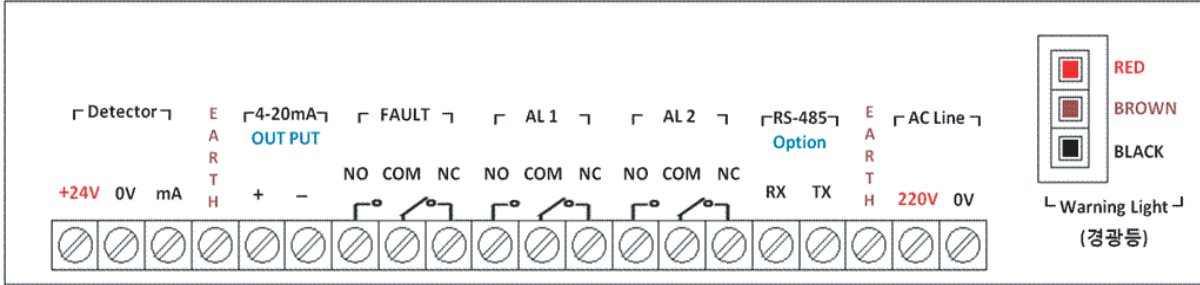 Detector
+24V 0V mA
EARTH
4-20mA
OUT PUT
+ −
FAULT
NO COM NC
AL 1
NO COM NC
AL 2
NO COM NC
RS-485
Option
RX TX
EARTH
AC Line
220V 0V
RED
BROWN
BLACK
Warning Light
(경광등)